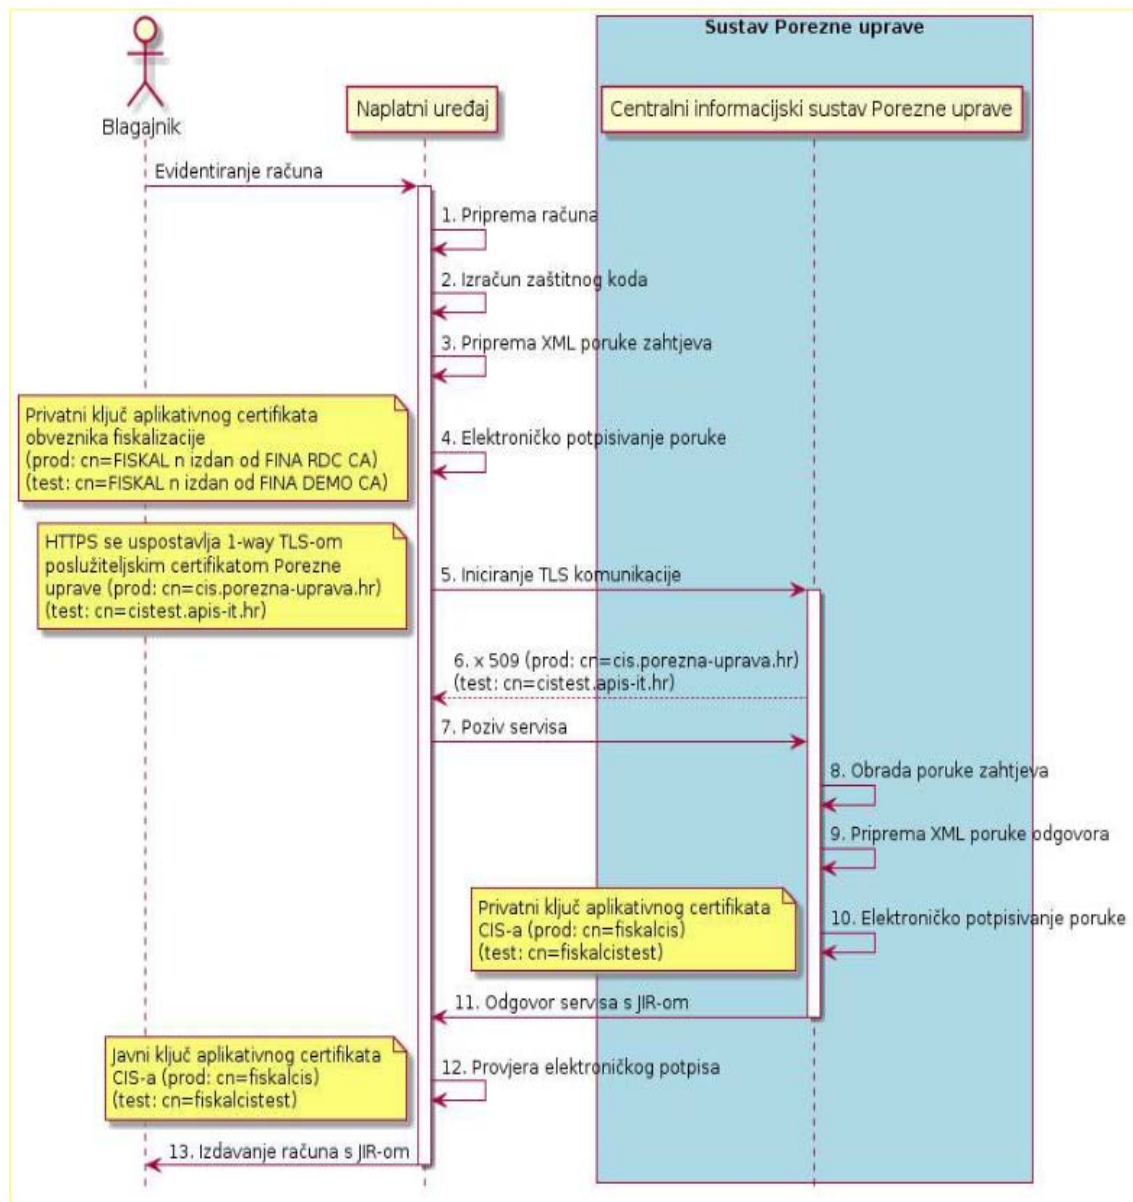 Sustav Porezne uprave
Blagajnik
Naplatni uređaj
Centralni informacijski sustav Porezne uprave
Evidentiranje računa
1. Priprema računa
2. Izračun zaštitnog koda
3. Priprema XML poruke zahtjeva
Privatni ključ aplikativnog certifikata
obveznika fiskalizacije
(prod: cn=FISKAL n izdan od FINA RDC CA)
(test: cn=FISKAL n izdan od FINA DEMO CA)
4. Elektroničko potpisivanje poruke
HTTPS se uspostavlja 1-way TLS-om
poslužiteljskim certifikatom Porezne
uprave (prod: cn=cis.porezna-uprava.hr)
(test: cn=cistest.apis-it.hr)
5. Iniciranje TLS komunikacije
6. x 509 (prod: cn=cis.porezna-uprava.hr)
(test: cn=cistest.apis-it.hr)
7. Poziv servisa
8. Obrada poruke zahtjeva
9. Priprema XML poruke odgovora
Privatni ključ aplikativnog certifikata
CIS-a (prod: cn=fiskalcis)
(test: cn=fiskalcistest)
10. Elektroničko potpisivanje poruke
11. Odgovor servisa s JIR-om
Javni ključ aplikativnog certifikata
CIS-a (prod: cn=fiskalcis)
(test: cn=fiskalcistest)
12. Provjera elektroničkog potpisa
13. Izdavanje računa s JIR-om